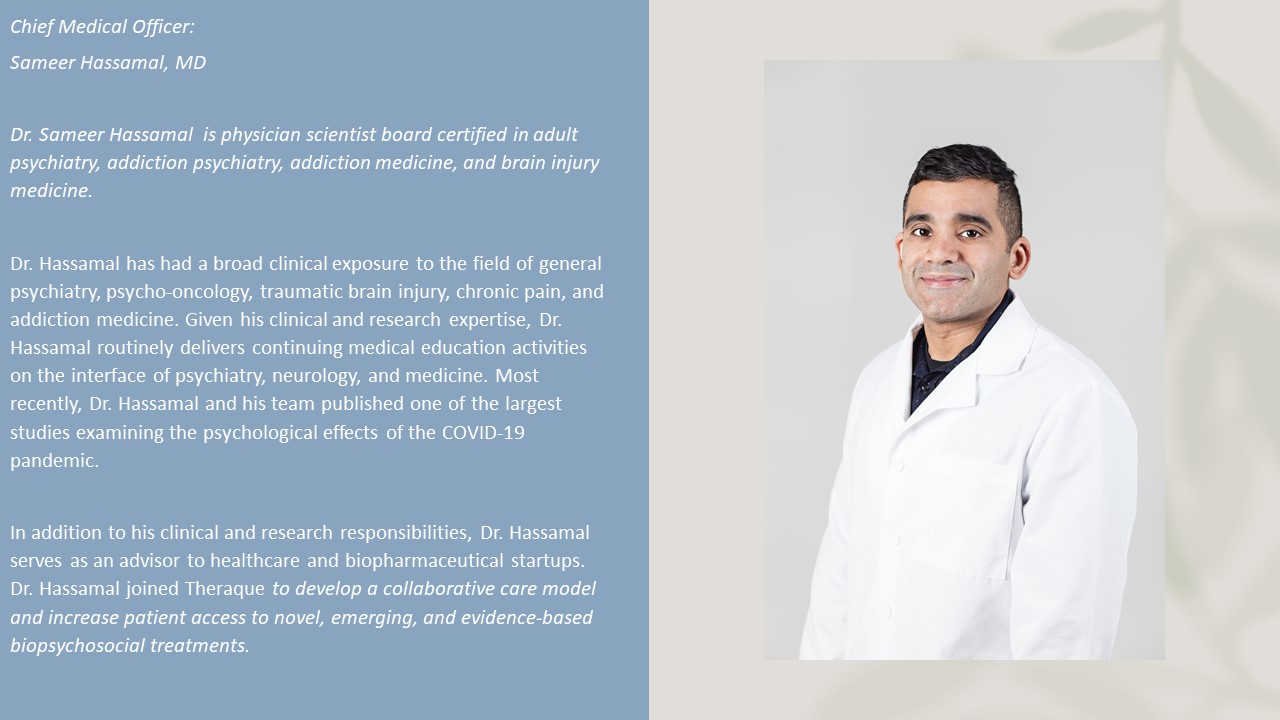 Chief Medical Officer:
Sameer Hassamal, MD
Dr. Sameer Hassamal  is physician scientist board certified in adult
psychiatry, addiction psychiatry, addiction medicine, and brain injury
medicine.
Dr. Hassamal has had a broad clinical exposure to the field of general
psychiatry, psycho-oncology, traumatic brain injury, chronic pain, and
addiction medicine. Given his clinical and research expertise, Dr.
Hassamal routinely delivers continuing medical education activities
on the interface of psychiatry, neurology, and medicine. Most
recently, Dr. Hassamal and his team published one of the largest
studies examining the psychological effects of the COVID-19
pandemic.
In addition to his clinical and research responsibilities, Dr. Hassamal
serves as an advisor to healthcare and biopharmaceutical startups.
Dr. Hassamal joined Theraque to develop a collaborative care model
and increase patient access to novel, emerging, and evidence-based
biopsychosocial treatments.